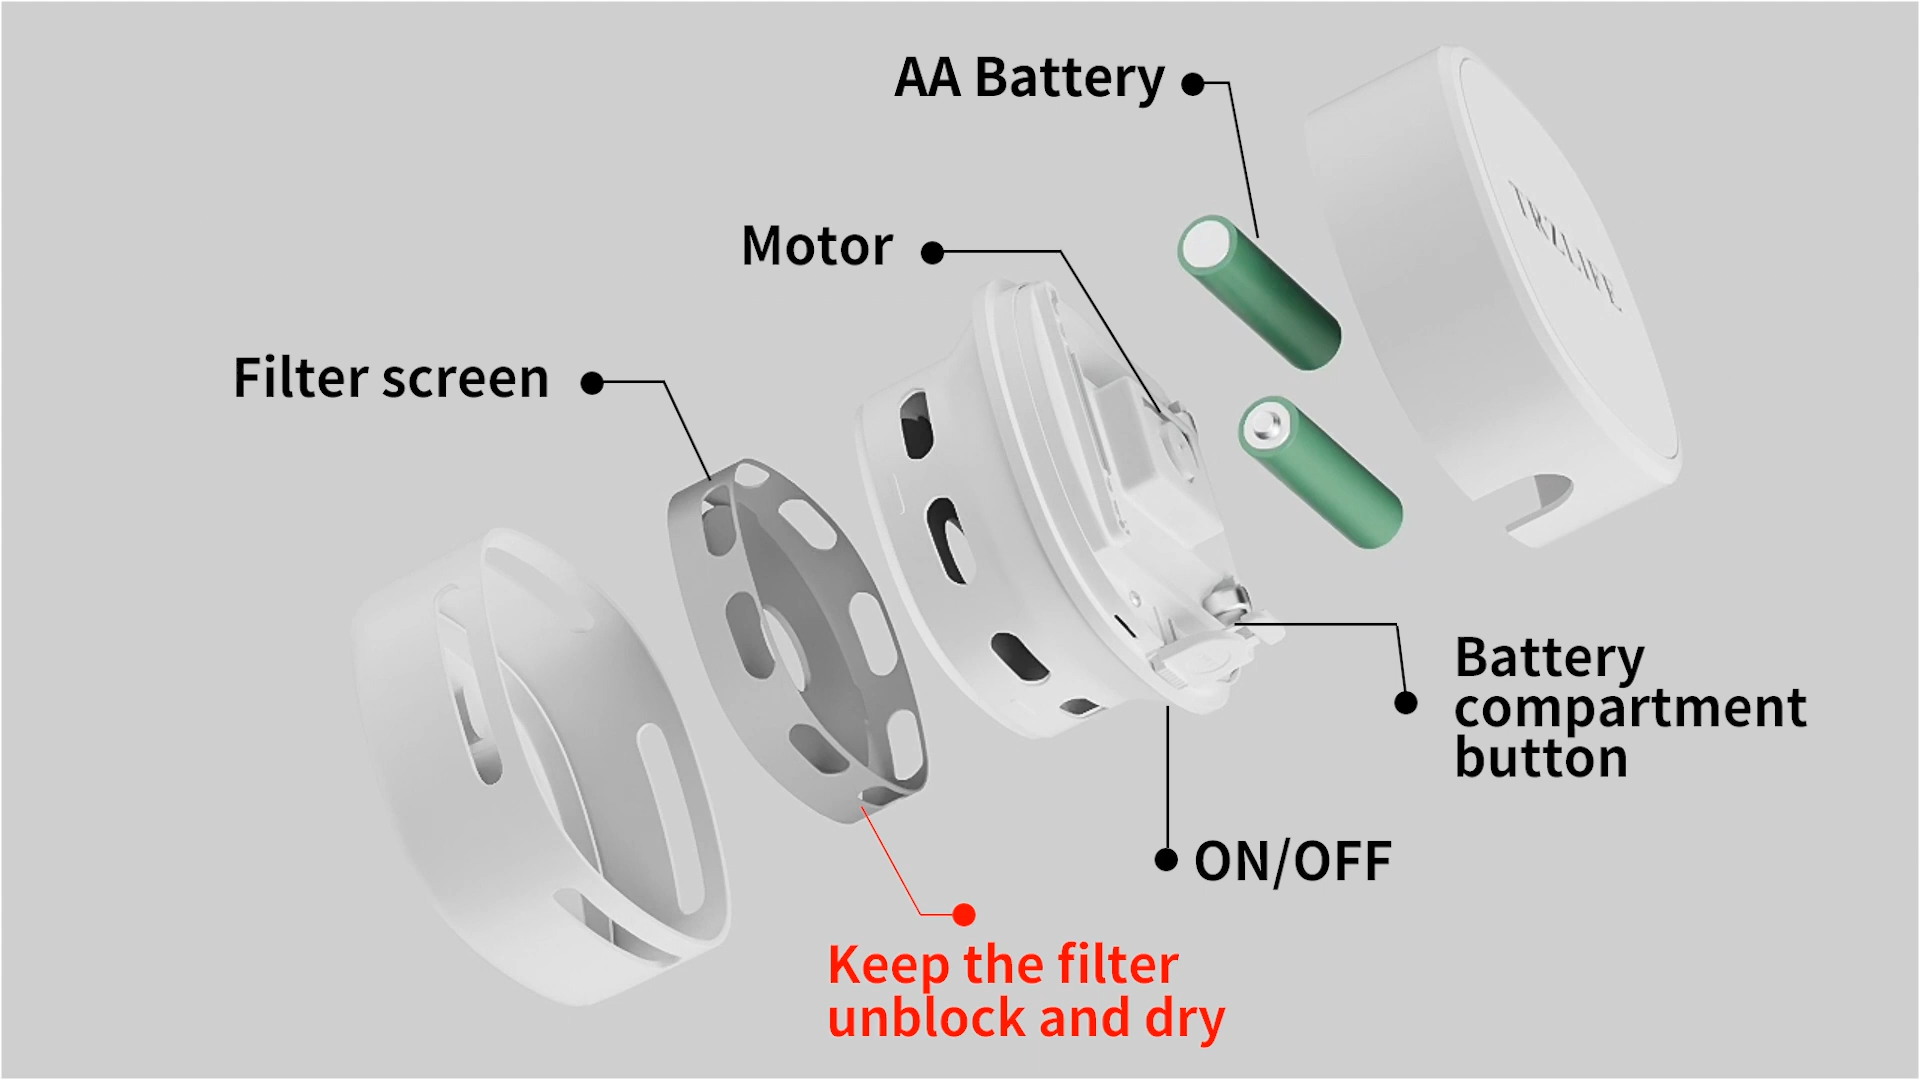 AA Battery
Motor
Filter screen
Battery
compartment
button
ON/OFF
Keep the filter
unblock and dry